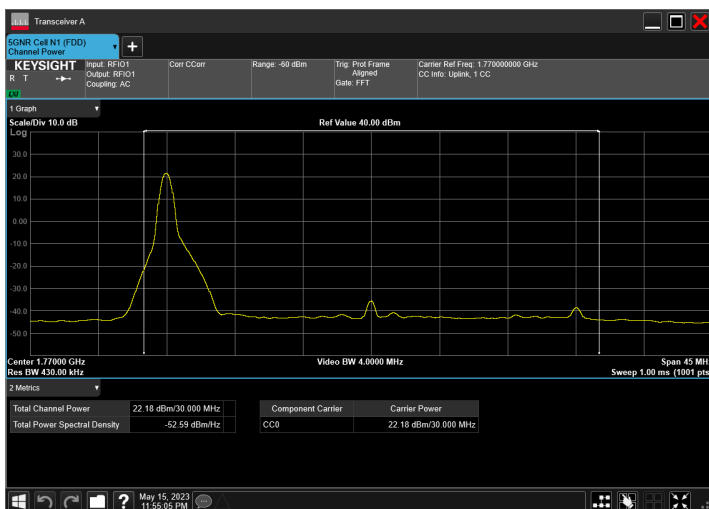 Transceiver A
5GNR Cell N1 (FDD)
Channel Power
KEYSIGHT
R T
LXI
Input: RFIO1
Output: RFIO1
Coupling: AC
Corr CCorr
Range: -60 dBm
Trig: Prot Frame
Aligned
Gate: FFT
Carrier Ref Freq: 1.770000000 GHz
CC Info: Uplink, 1 CC
1 Graph
Scale/Div 10.0 dB
Ref Value 40.00 dBm
Log
30.0
20.0
10.0
0.00
-10.0
-20.0
-30.0
-40.0
-50.0
Center 1.77000 GHz
Video BW 4.0000 MHz
Span 45 MHz
Res BW 430.00 kHz
Sweep 1.00 ms (1001 pts)
2 Metrics
Total Channel Power 22.18 dBm/30.000 MHz
Total Power Spectral Density -52.59 dBm/Hz
Component Carrier Carrier Power
CC0 22.18 dBm/30.000 MHz
?
May 15, 2023
11:55:05 PM